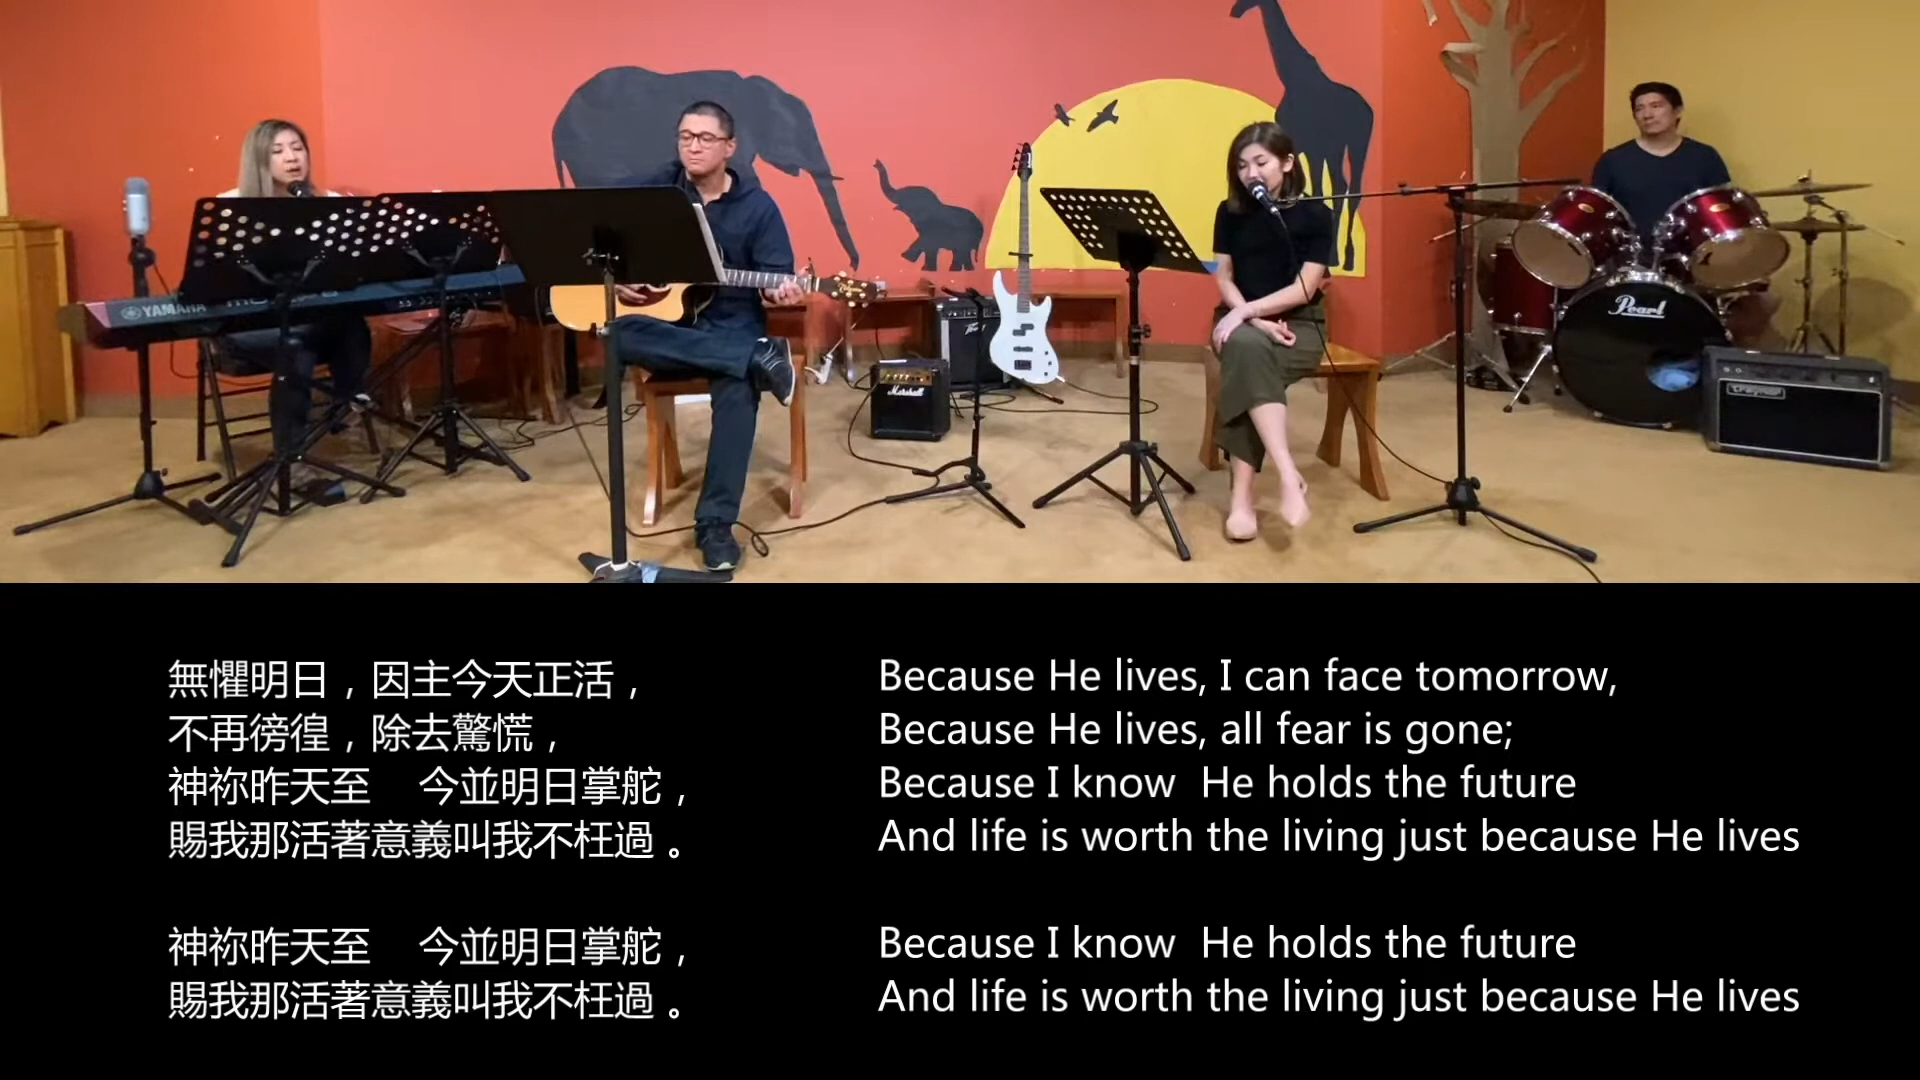 YAMAHA
Marshall
Pearl
無懼明日，因主今天正活，
不再徬徨，除去驚慌，
神祢昨天至　今並明日掌舵，
賜我那活著意義叫我不枉過。
神祢昨天至　今並明日掌舵，
賜我那活著意義叫我不枉過。
Because He lives, I can face tomorrow,
Because He lives, all fear is gone;
Because I know  He holds the future
And life is worth the living just because He lives
Because I know  He holds the future
And life is worth the living just because He lives